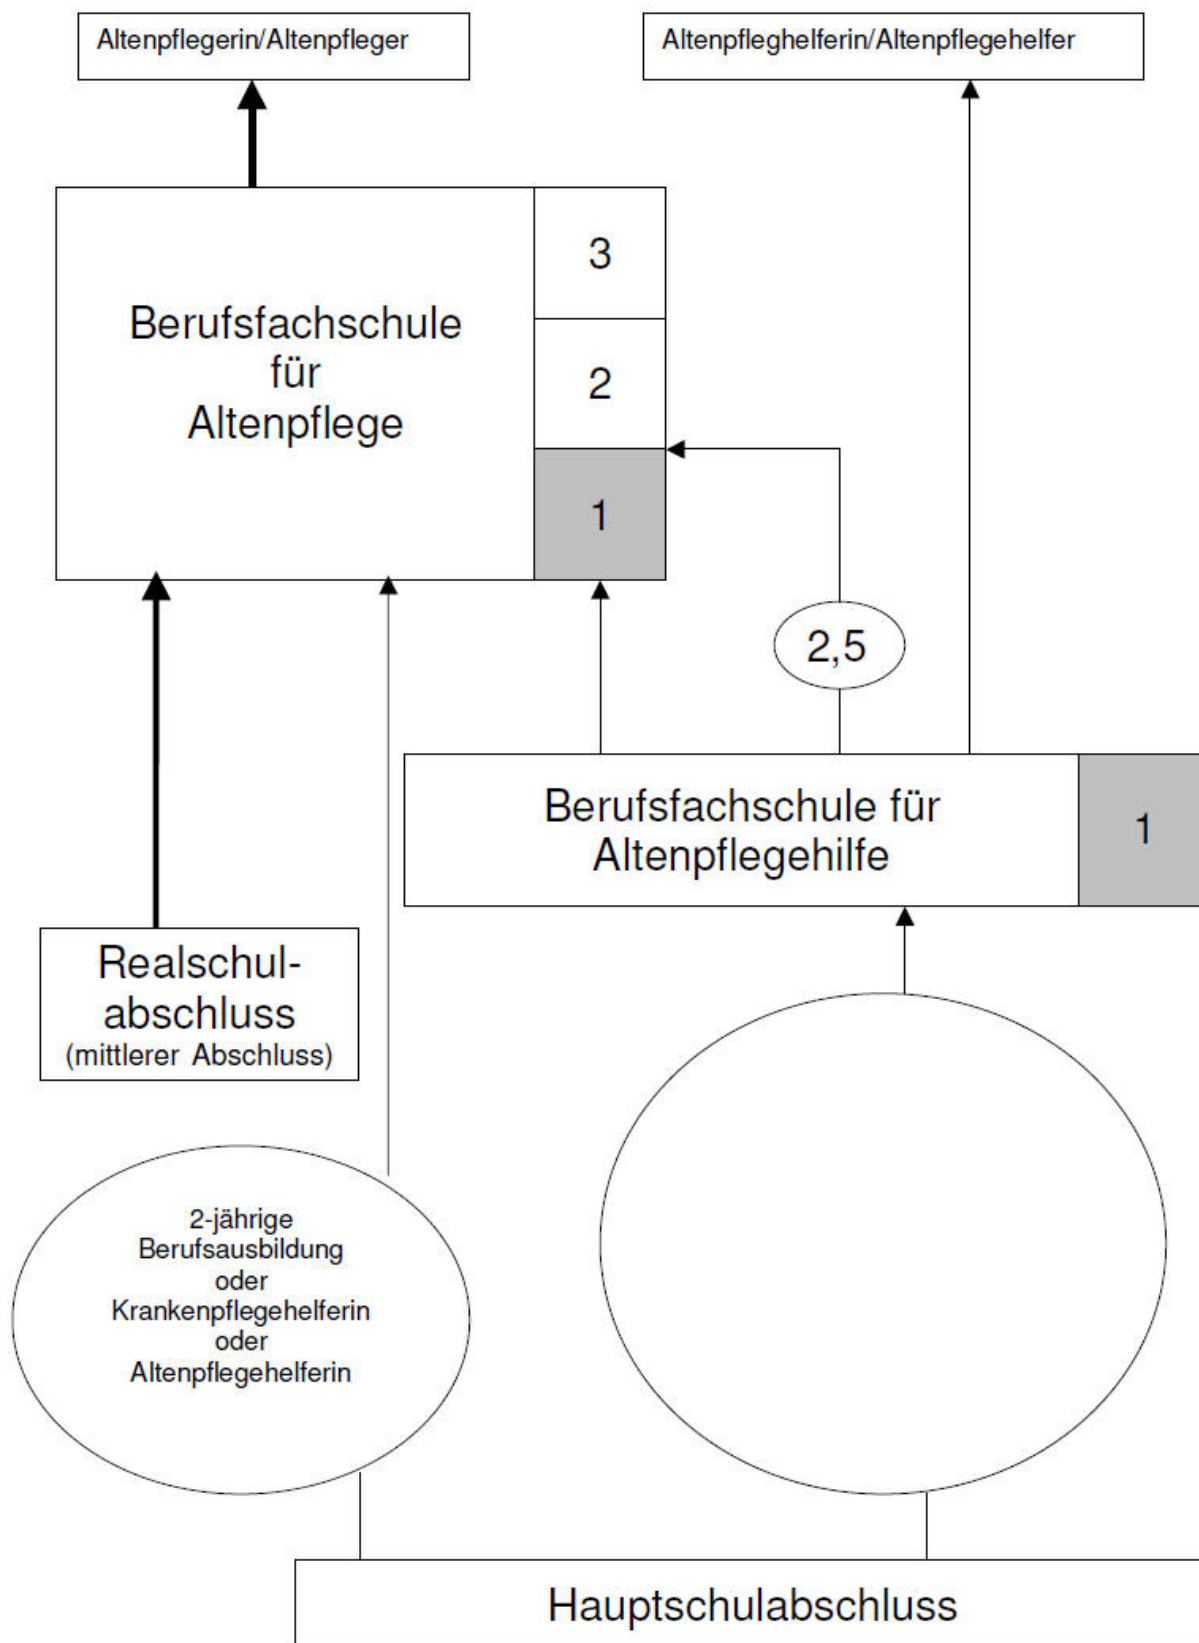 Altenpflegerin/Altenpfleger
Altenpfleghelferin/Altenpflegehelfer
3
Berufsfachschule
für
Altenpflege
2
1
2,5
Berufsfachschule für
Altenpflegehilfe
1
Realschul-
abschluss
(mittlerer Abschluss)
2-jährige
Berufsausbildung
oder
Krankenpflegehelferin
oder
Altenpflegehelferin
Hauptschulabschluss